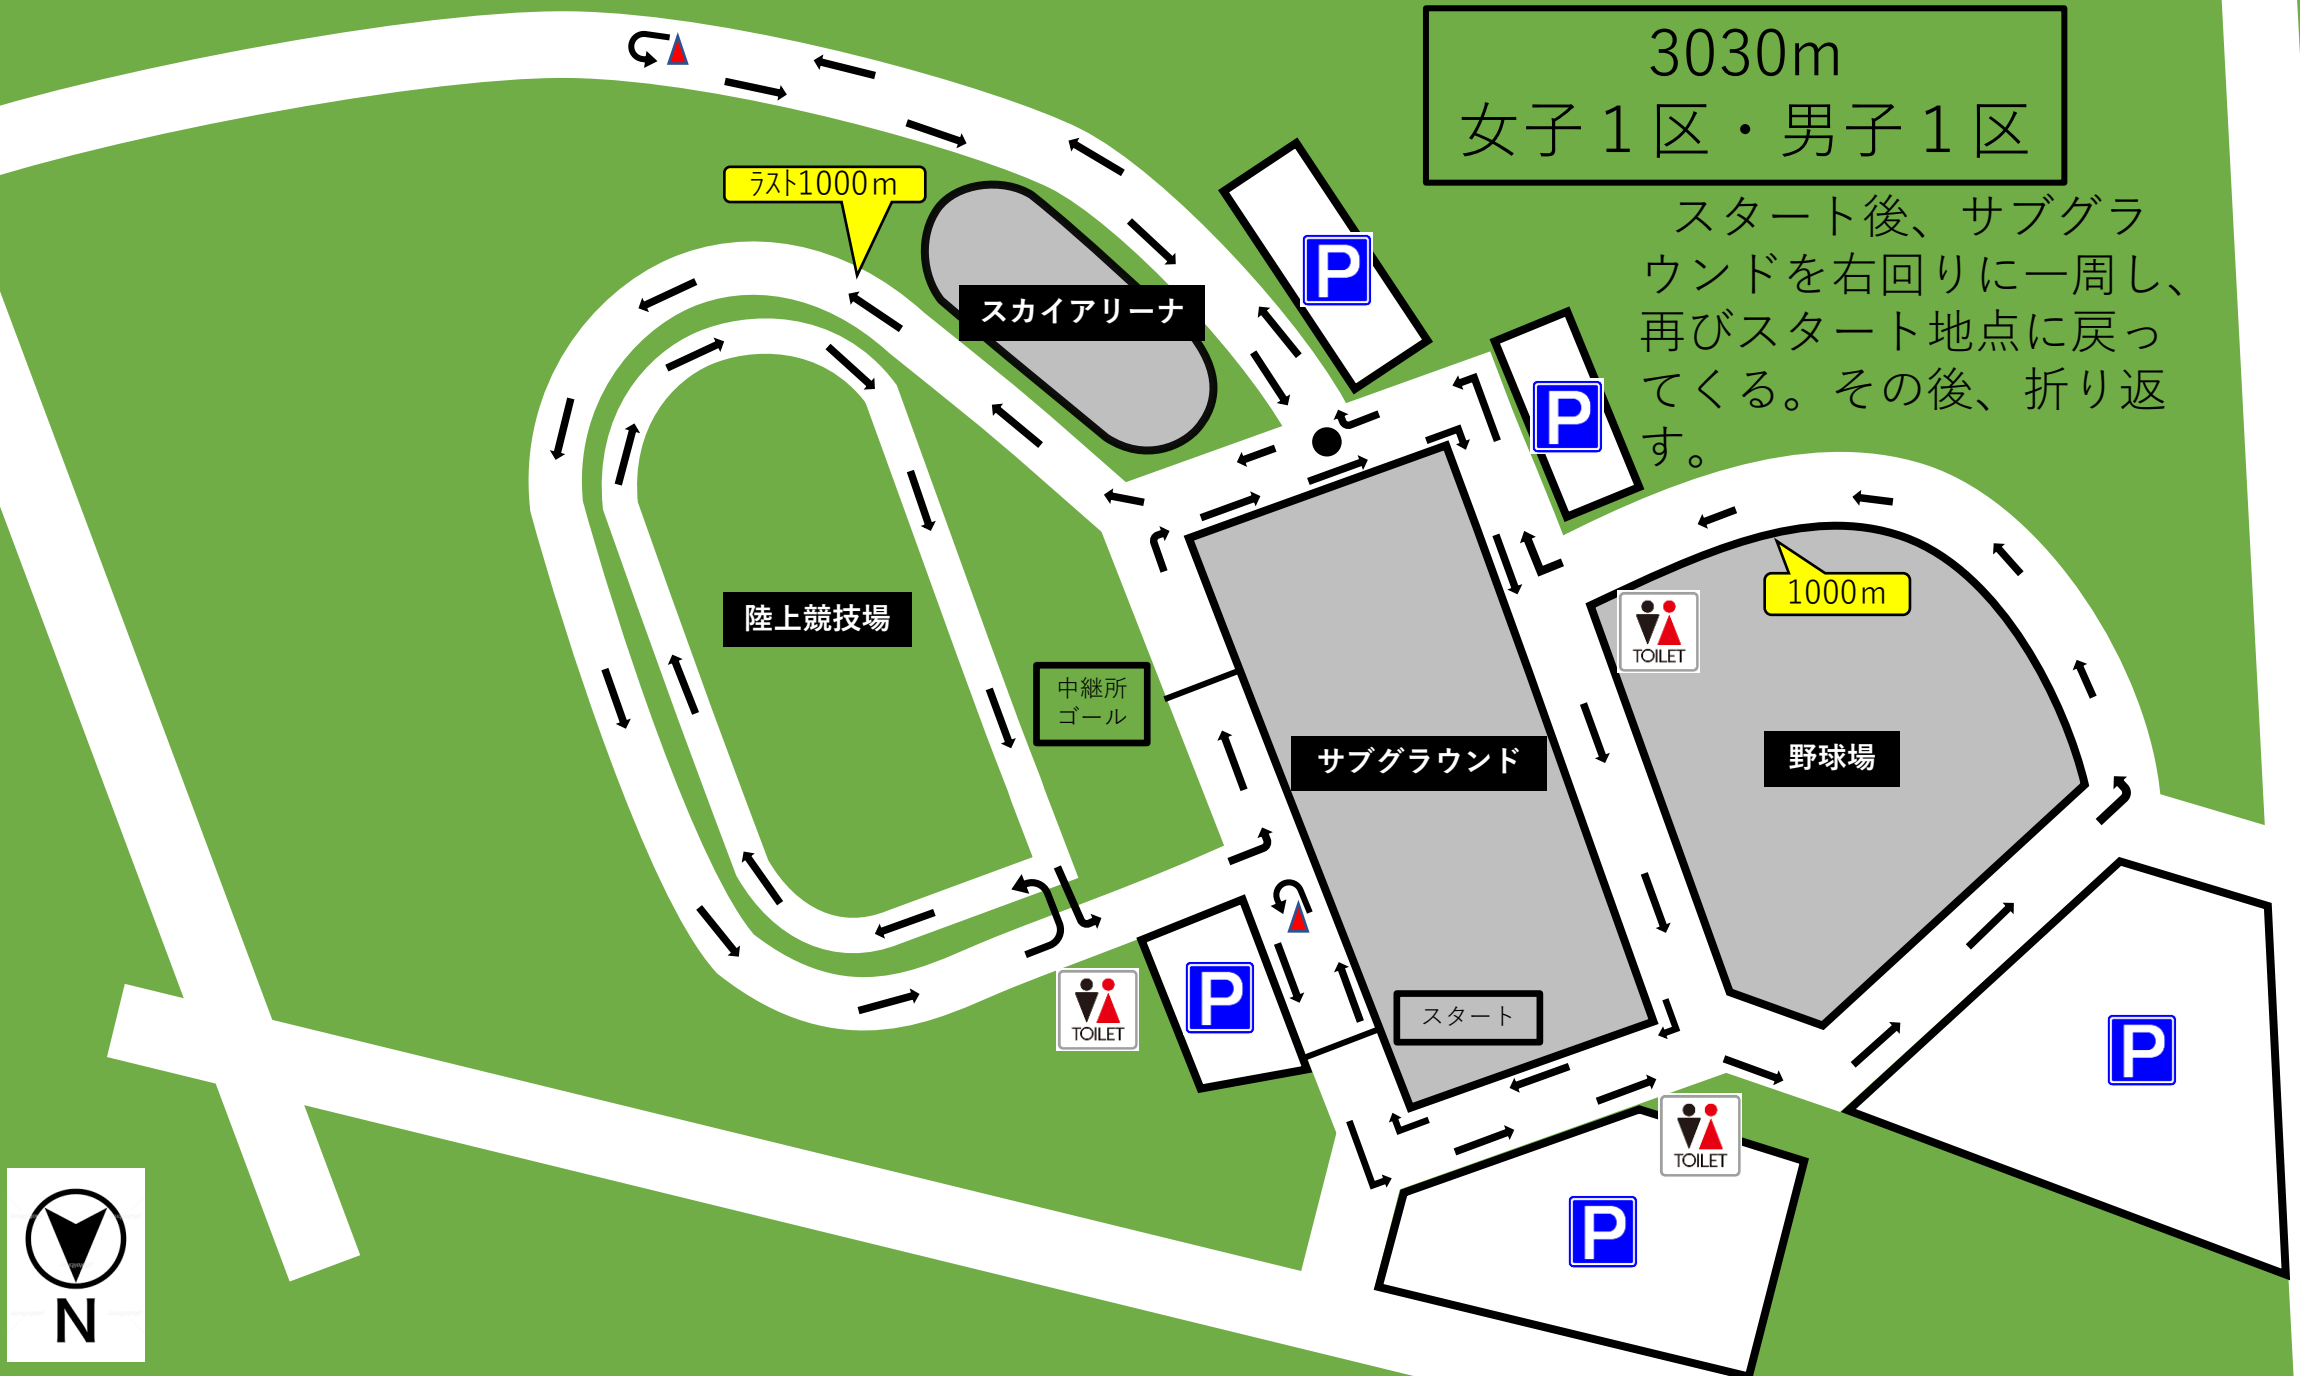 3030m
女子１区・男子１区
スタート後、サブグラ
ウンドを右回りに一周し、
再びスタート地点に戻っ
てくる。その後、折り返
す。
ﾗｽﾄ1000ｍ
スカイアリーナ
P
P
1000ｍ
TOILET
陸上競技場
中継所
ゴール
サブグラウンド
野球場
P
TOILET
スタート
P
TOILET
P
N